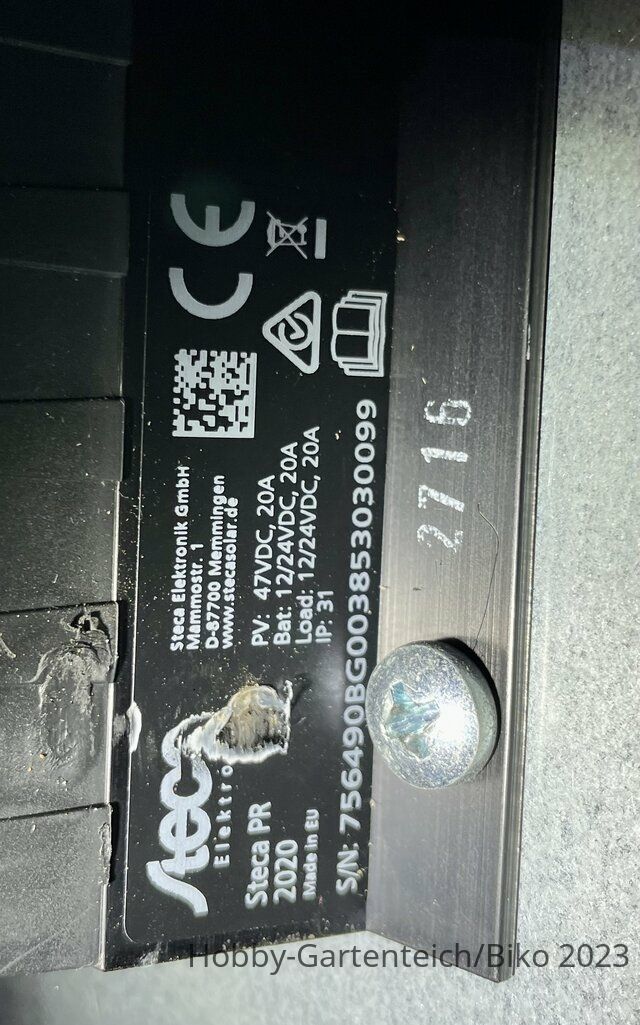 steca
Elektro
Steca PR
2020
Made in EU
Steca Elektronik GmbH
Mammostr. 1
D-87700 Memmingen
www.stecasolar.de
PV: 47VDC, 20A
Bat: 12/24VDC, 20A
Load: 12/24VDC, 20A
IP: 31
CE
S/N: 756490BG003853030099
2716
Hobby-Gartenteich/Biko 2023